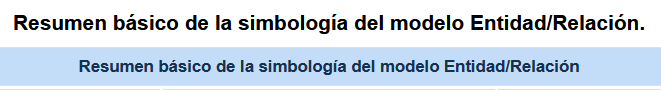 Resumen básico de la simbología del modelo Entidad/Relación.
Resumen básico de la simbología del modelo Entidad/Relación